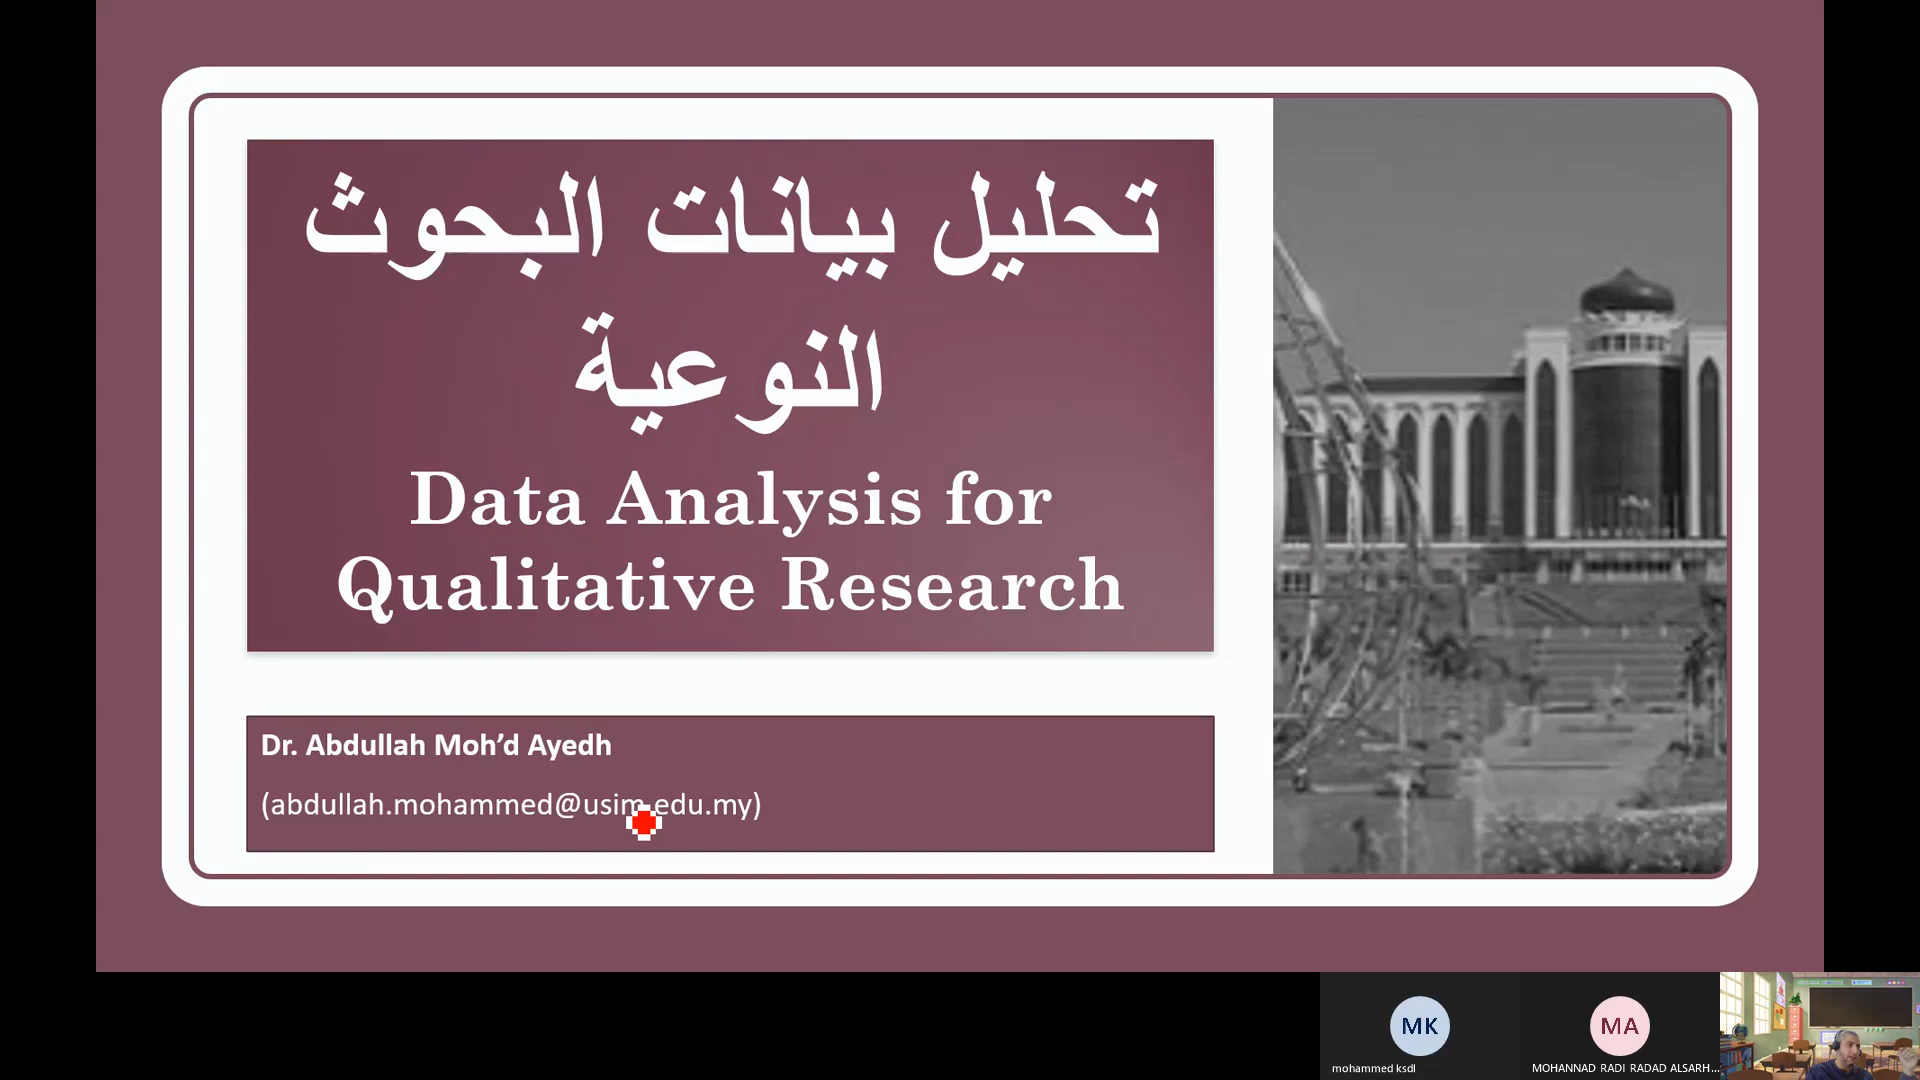 تحليل بيانات البحوث
النوعية
Data Analysis for
Qualitative Research
Dr. Abdullah Moh’d Ayedh
(abdullah.mohammed@usim.edu.my)
MK
mohammed ksdl
MA
MOHANNAD RADI RADAD ALSARH...